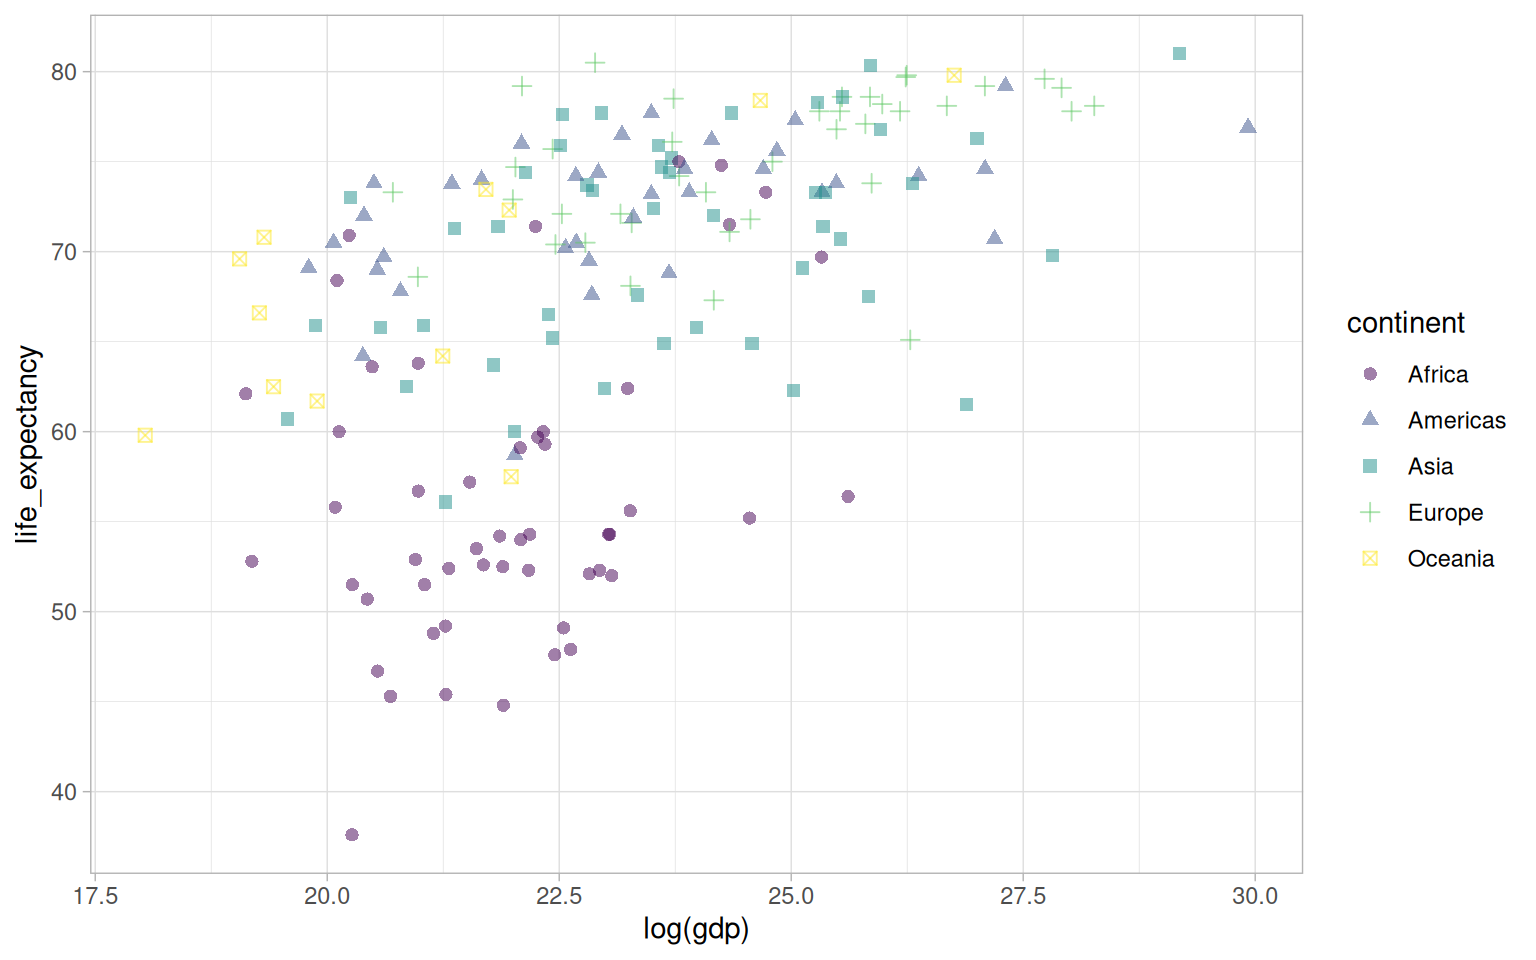 80
70
60
50
40
life_expectancy
17.5 20.0 22.5 25.0 27.5 30.0
log(gdp)
continent
Africa
Americas
Asia
Europe
Oceania